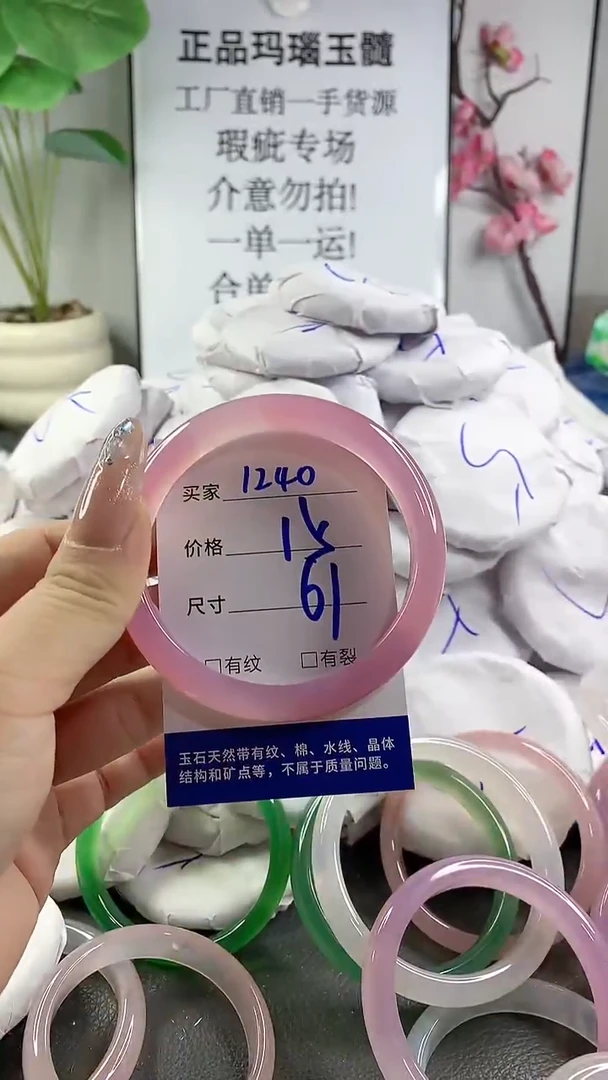 正品玛瑙玉髓
工厂直销一手货源
瑕疵专场
介意勿拍!
一单一运!
合单
买家 1240
价格
尺寸 61
□有纹 □有裂
玉石天然带有纹、棉、水线、晶体
结构和矿点等，不属于质量问题。